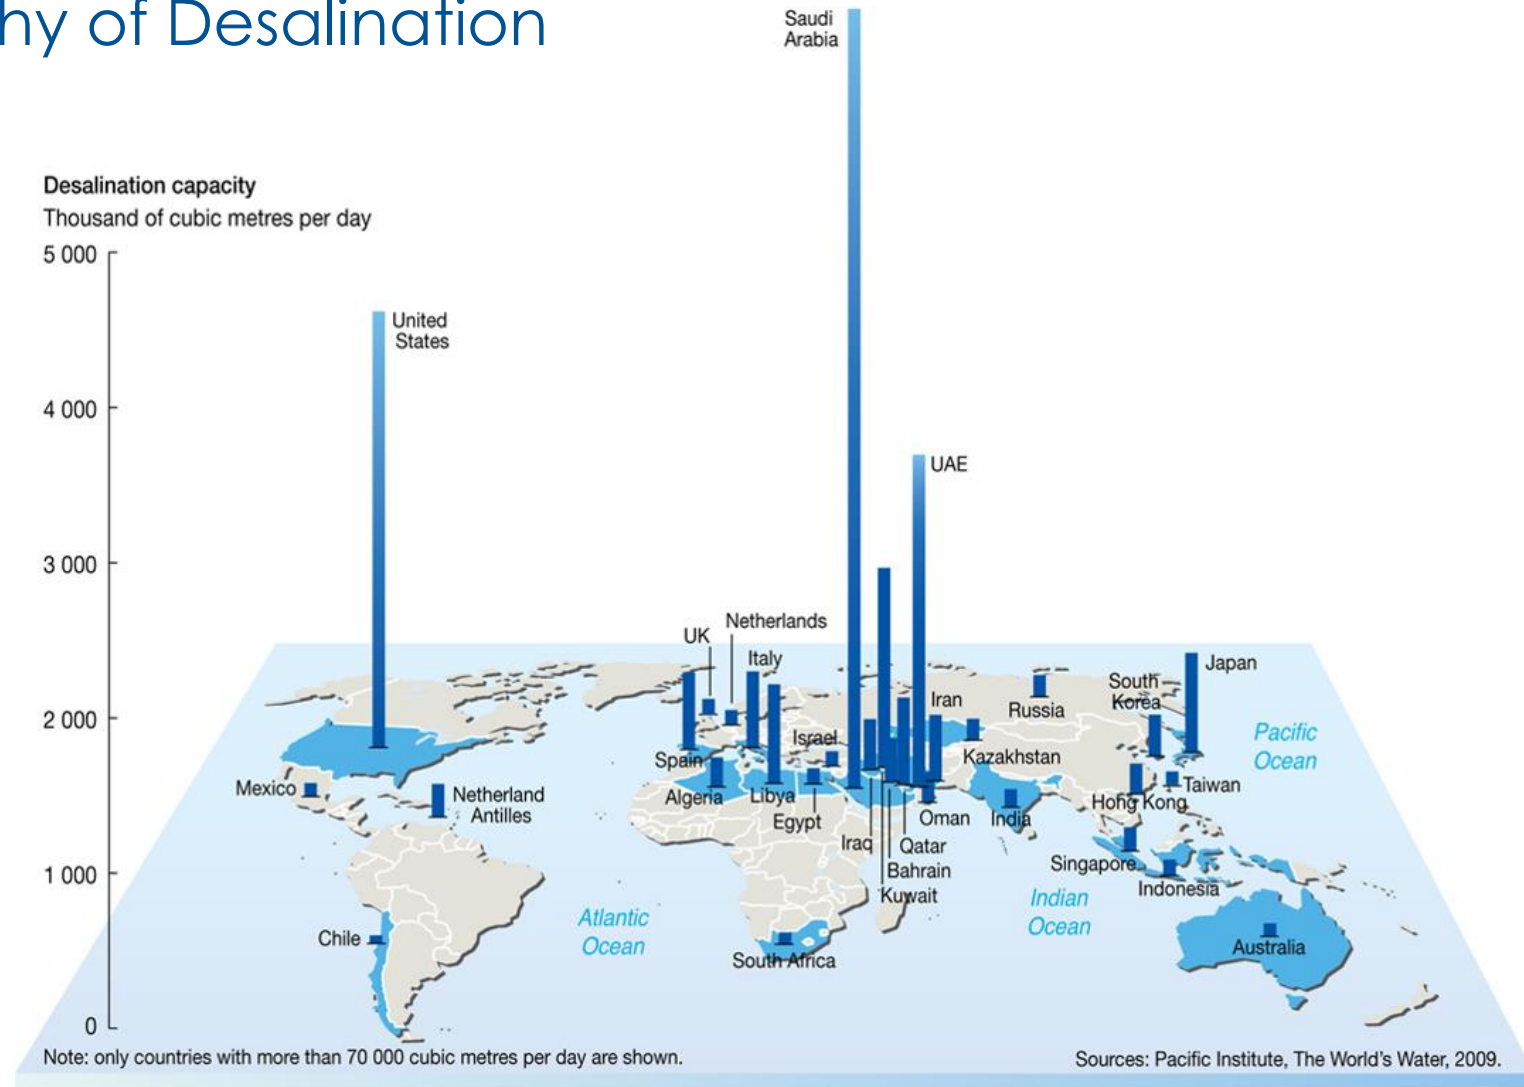 hy of Desalination
Saudi
Arabia
Desalination capacity
Thousand of cubic metres per day
5 000
United
States
4 000
UAE
3 000
Netherlands
UK
Italy
Japan
South
Korea
Iran
Russia
2 000
Pacific
Ocean
Israel
Spain
Kazakhstan
Mexico
Netherland
Antilles
Algeria
Libya
Taiwan
Hong Kong
Egypt
Oman
India
Iraq
Qatar
Singapore
Bahrain
1 000
Indonesia
Kuwait
Indian
Ocean
Atlantic
Ocean
Chile
Australia
South Africa
0
Note: only countries with more than 70 000 cubic metres per day are shown.
Sources: Pacific Institute, The World's Water, 2009.